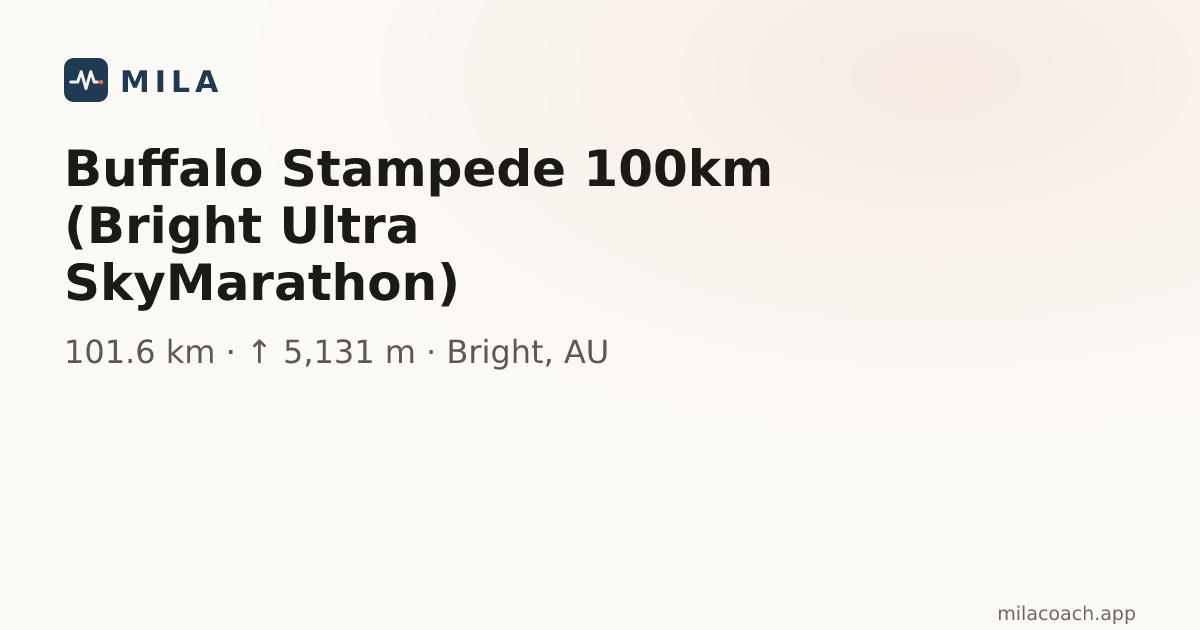 MILA
Buffalo Stampede 100km
(Bright Ultra
SkyMarathon)
101.6 km · ↑ 5,131 m · Bright, AU
milacoach.app